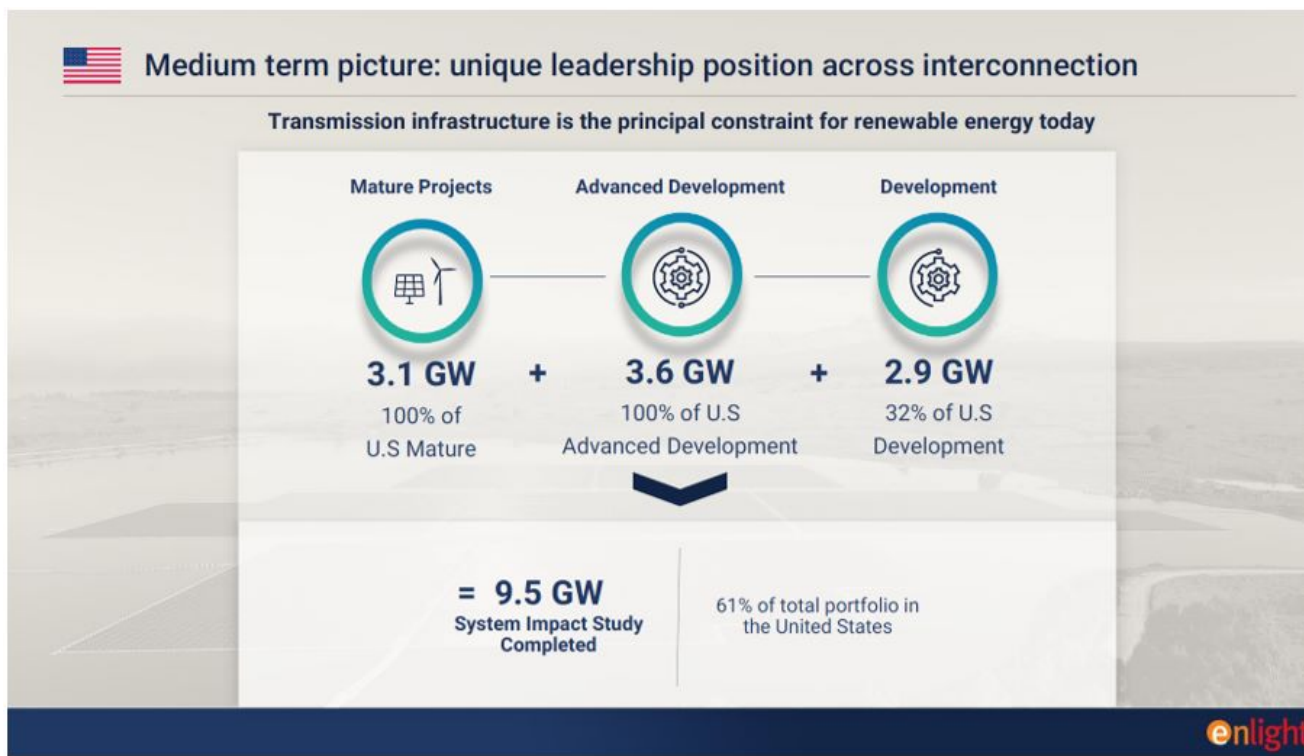 Medium term picture: unique leadership position across interconnection
Transmission infrastructure is the principal constraint for renewable energy today
Mature Projects
Advanced Development
Development
3.1 GW
+
3.6 GW
+
2.9 GW
100% of
U.S Mature
100% of U.S
Advanced Development
32% of U.S
Development
= 9.5 GW
System Impact Study
Completed
61% of total portfolio in
the United States
enlight